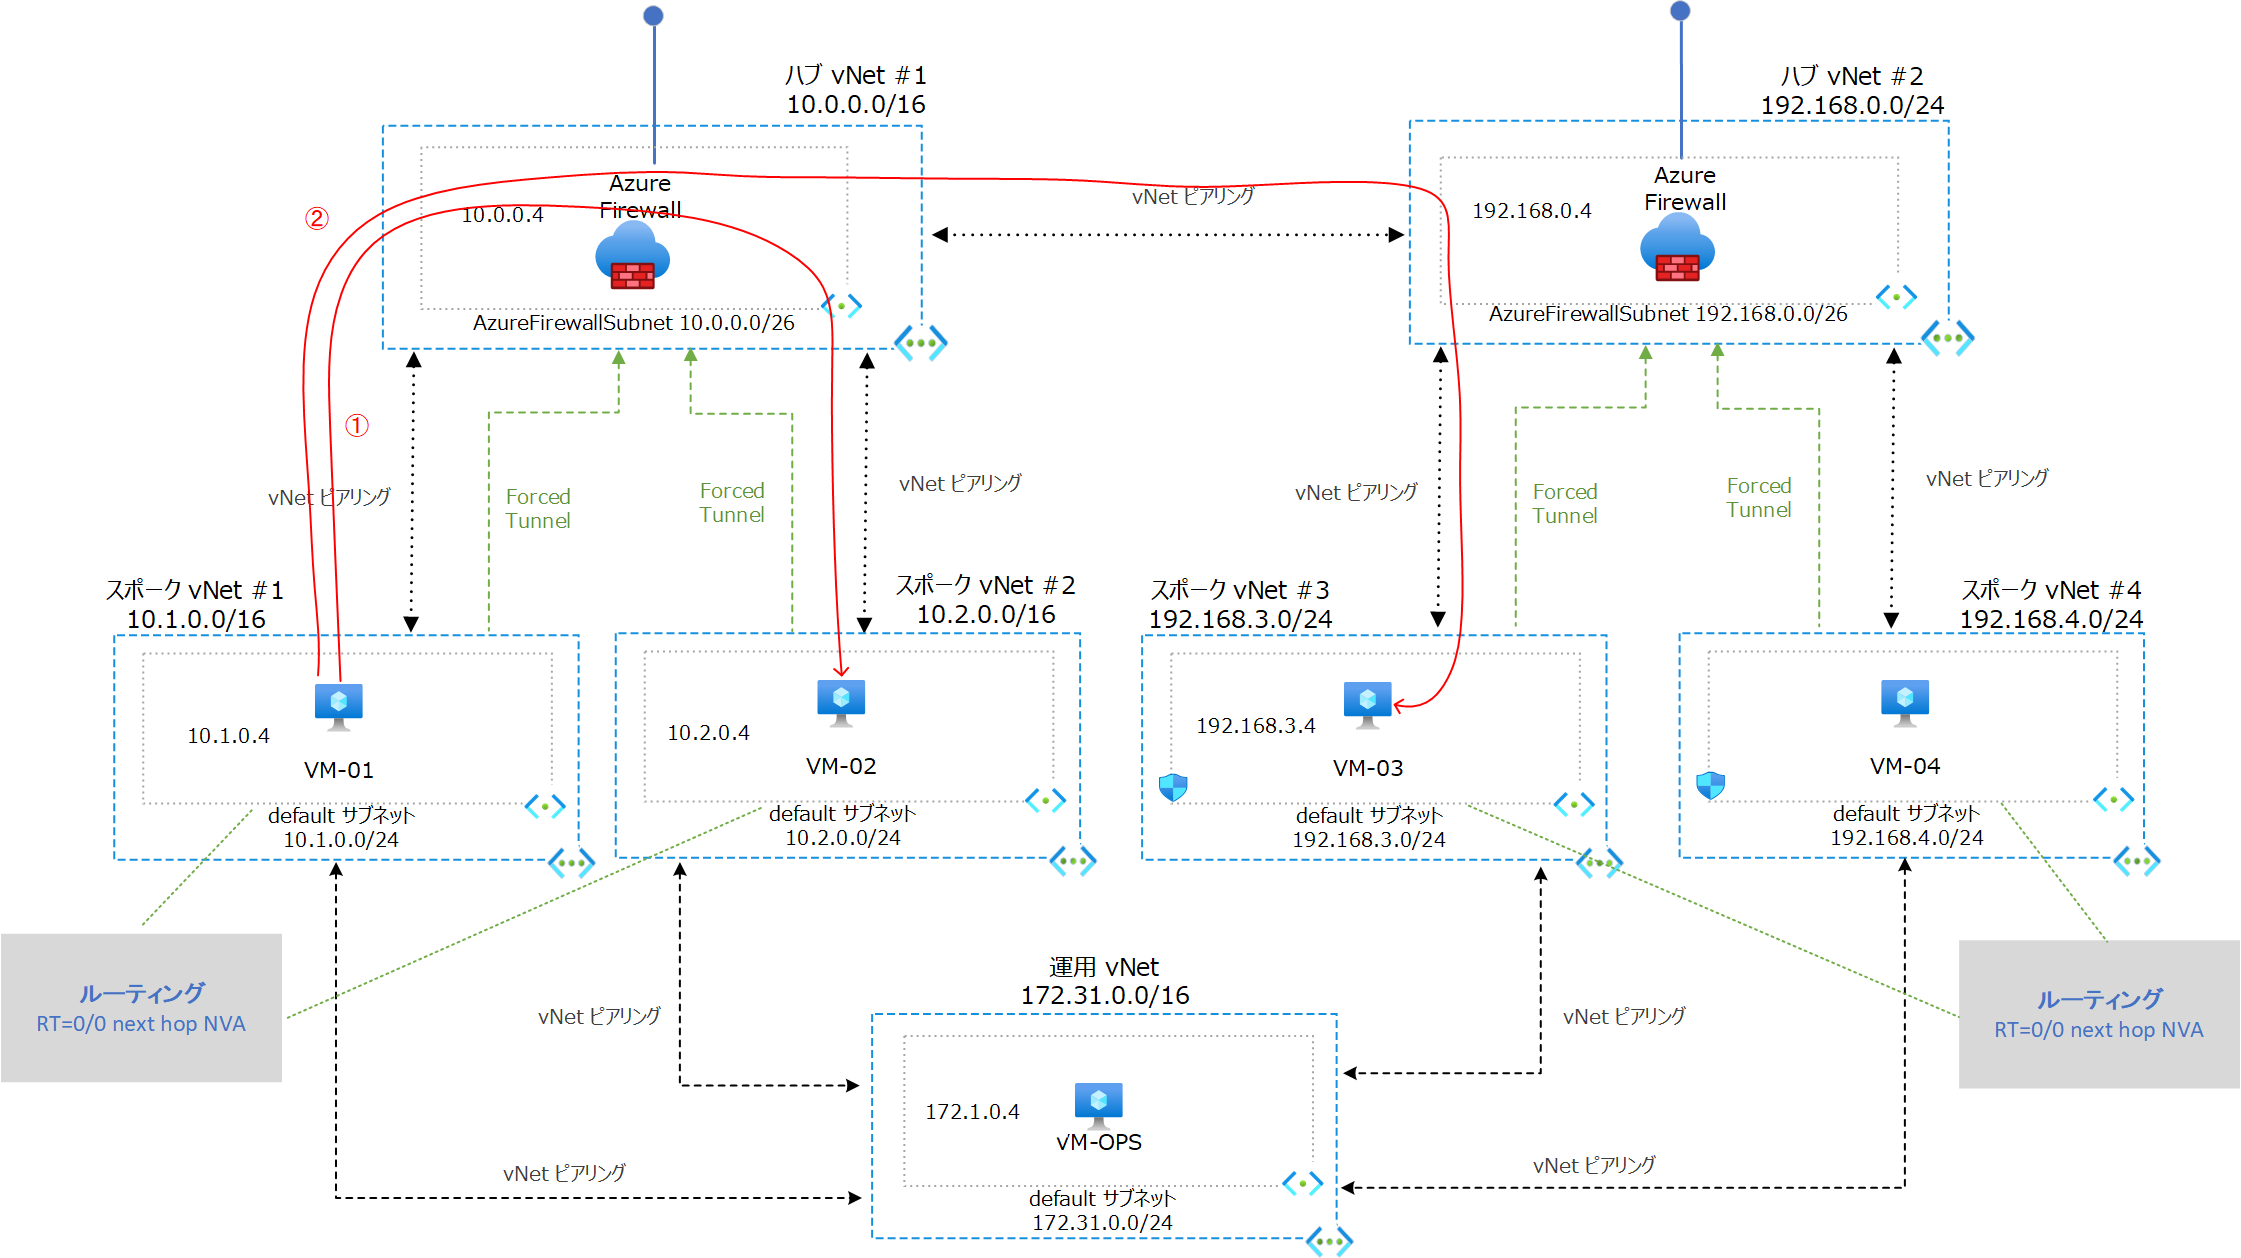 ハブ vNet #1
10.0.0.0/16
ハブ vNet #2
192.168.0.0/24
Azure
Firewall
10.0.0.4
AzureFirewallSubnet 10.0.0.0/26
vNet ピアリング
Azure
Firewall
192.168.0.4
AzureFirewallSubnet 192.168.0.0/26
②
①
vNet ピアリング
Forced
Tunnel
Forced
Tunnel
vNet ピアリング
vNet ピアリング
Forced
Tunnel
Forced
Tunnel
vNet ピアリング
スポーク vNet #1
10.1.0.0/16
スポーク vNet #2
10.2.0.0/16
スポーク vNet #3
192.168.3.0/24
スポーク vNet #4
192.168.4.0/24
10.1.0.4
VM-01
default サブネット
10.1.0.0/24
10.2.0.4
VM-02
default サブネット
10.2.0.0/24
192.168.3.4
VM-03
default サブネット
192.168.3.0/24
VM-04
default サブネット
192.168.4.0/24
ルーティング
RT=0/0 next hop NVA
ルーティング
RT=0/0 next hop NVA
運用 vNet
172.31.0.0/16
vNet ピアリング
vNet ピアリング
172.1.0.4
VM-OPS
default サブネット
172.31.0.0/24
vNet ピアリング
vNet ピアリング